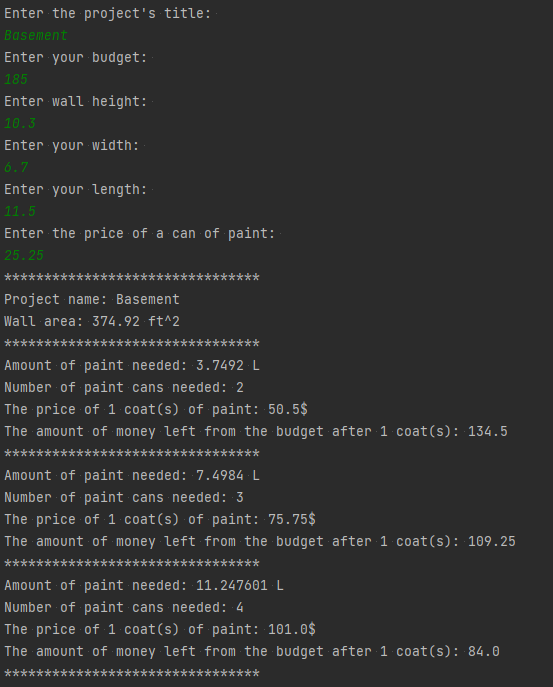 Enter the project's title:
Basement
Enter your budget:
185
Enter wall height:
10.3
Enter your width:
6.7
Enter your length:
11.5
Enter the price of a can of paint:
25.25
********************************
Project name: Basement
Wall area: 374.92 ft^2
********************************
Amount of paint needed: 3.7492 L
Number of paint cans needed: 2
The price of 1 coat(s) of paint: 50.5$
The amount of money left from the budget after 1 coat(s): 134.5
********************************
Amount of paint needed: 7.4984 L
Number of paint cans needed: 3
The price of 1 coat(s) of paint: 75.75$
The amount of money left from the budget after 1 coat(s): 109.25
********************************
Amount of paint needed: 11.247601 L
Number of paint cans needed: 4
The price of 1 coat(s) of paint: 101.0$
The amount of money left from the budget after 1 coat(s): 84.0
********************************